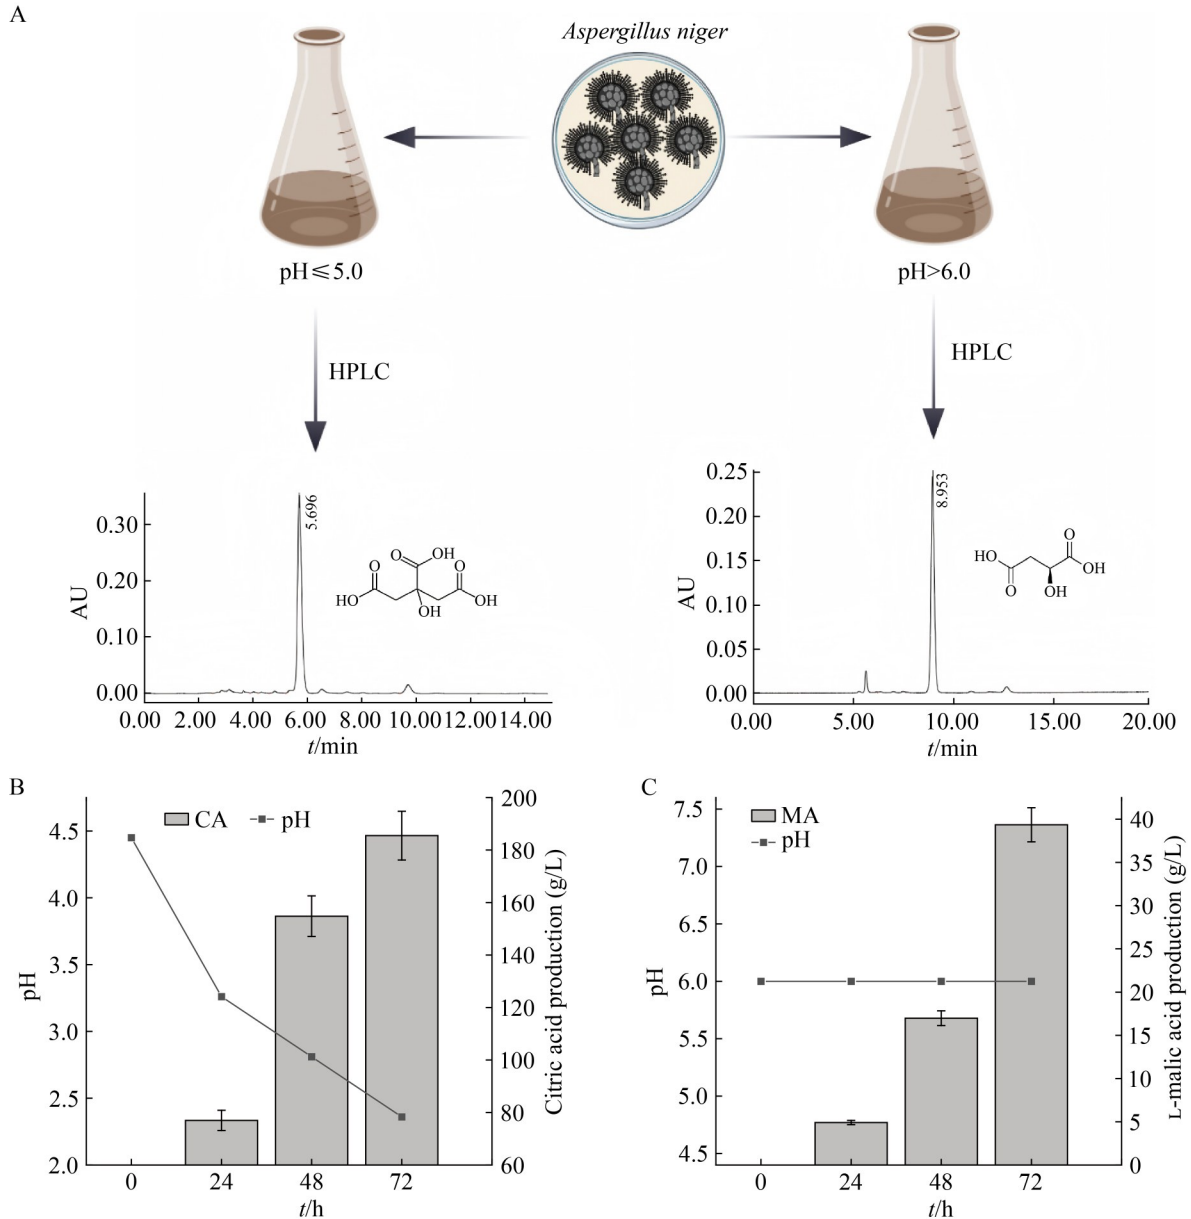 A
Aspergillus niger
pH⩽5.0
pH>6.0
HPLC
HPLC
0.30
0.20
0.10
0.00
AU
5.696
O
OH
O
O
HO
OH
OH
0.00 2.00 4.00 6.00 8.00 10.00 12.00 14.00
t/min
0.25
0.20
0.15
0.10
0.05
0.00
AU
8.953
O
HO
O
OH
OH
0.00 5.00 10.00 15.00 20.00
t/min
B
CA
pH
4.5
4.0
3.5
3.0
2.5
2.0
pH
200
180
160
140
120
100
80
60
Citric acid production (g/L)
0 24 48 72
t/h
C
MA
pH
7.5
7.0
6.5
6.0
5.5
5.0
4.5
pH
40
35
30
25
20
15
10
5
0
L-malic acid production (g/L)
0 24 48 72
t/h